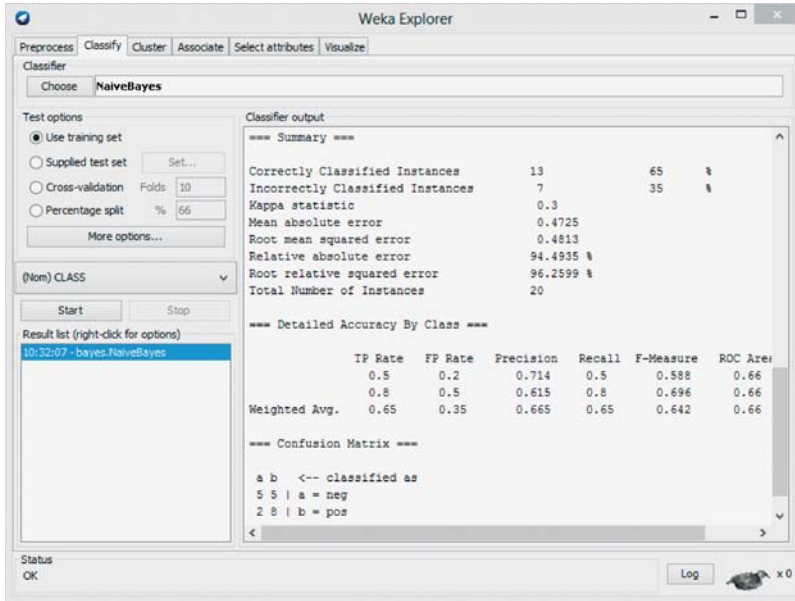 Weka Explorer
Preprocess Classify Cluster Associate Select attributes Visualize
Classifier
Choose NaiveBayes
Test options
Use training set
Supplied test set Set...
Cross-validation Folds 10
Percentage split % 66
More options...
(Nom) CLASS
Start Stop
Result list (right-click for options)
10:32:07 - bayes.NaiveBayes
Classifier output
=== Summary ===
Correctly Classified Instances 13 65 %
Incorrectly Classified Instances 7 35 %
Kappa statistic 0.3
Mean absolute error 0.4725
Root mean squared error 0.4813
Relative absolute error 94.4935 %
Root relative squared error 96.2599 %
Total Number of Instances 20
=== Detailed Accuracy By Class ===
TP Rate FP Rate Precision Recall F-Measure ROC Area
0.5 0.2 0.714 0.5 0.588 0.66
0.8 0.5 0.615 0.8 0.696 0.66
Weighted Avg. 0.65 0.35 0.665 0.65 0.642 0.66
=== Confusion Matrix ===
a b <-- classified as
5 5 | a = neg
2 8 | b = pos
Status
OK
Log
x 0